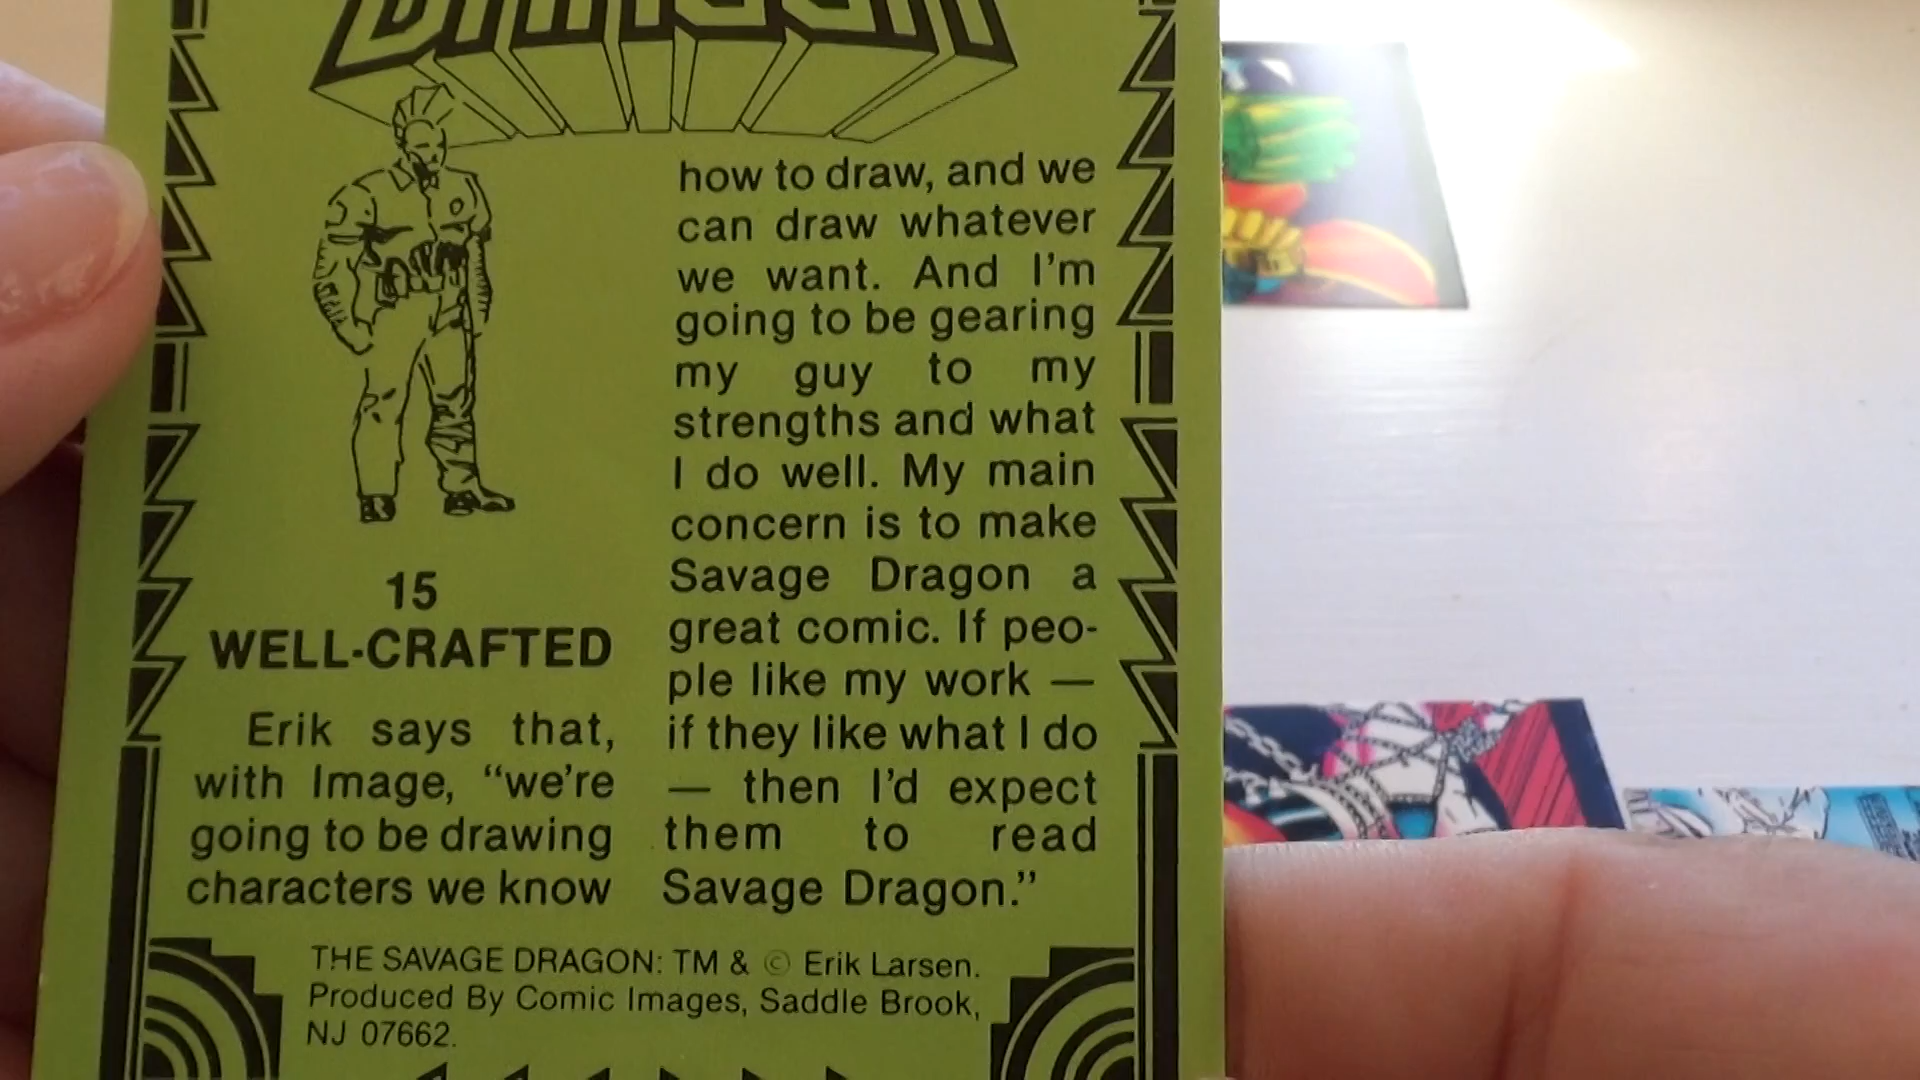 DRAGON
15
WELL-CRAFTED
Erik says that,
with Image, “we’re
going to be drawing
characters we know
how to draw, and we
can draw whatever
we want. And I’m
going to be gearing
my guy to my
strengths and what
I do well. My main
concern is to make
Savage Dragon a
great comic. If peo-
ple like my work —
if they like what I do
— then I’d expect
them to read
Savage Dragon.”
THE SAVAGE DRAGON: TM & © Erik Larsen.
Produced By Comic Images, Saddle Brook,
NJ 07662.